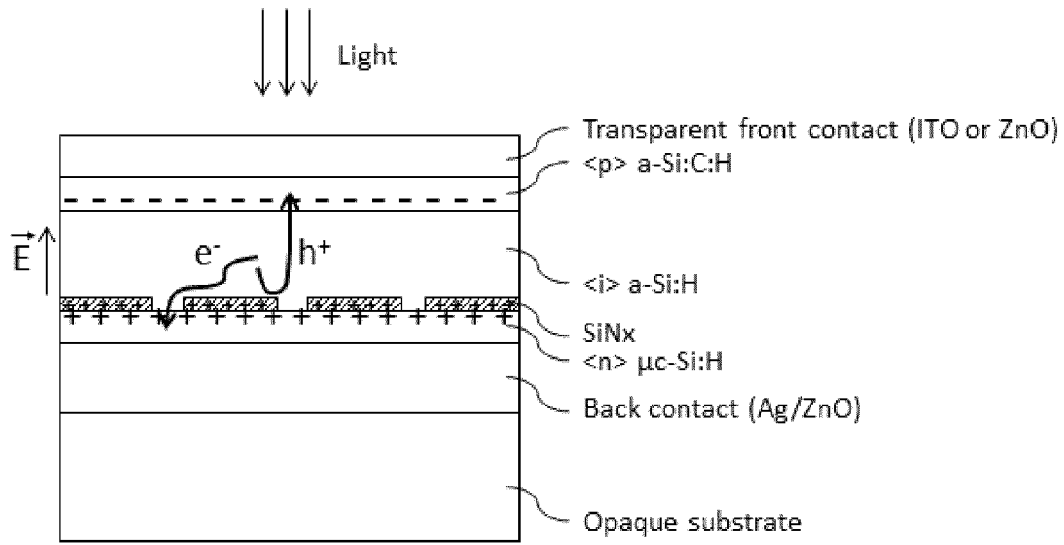 Light
Transparent front contact (ITO or ZnO)
<p> a-Si:C:H
E
e- h+
<i> a-Si:H
SiNx
<n> µc-Si:H
Back contact (Ag/ZnO)
Opaque substrate